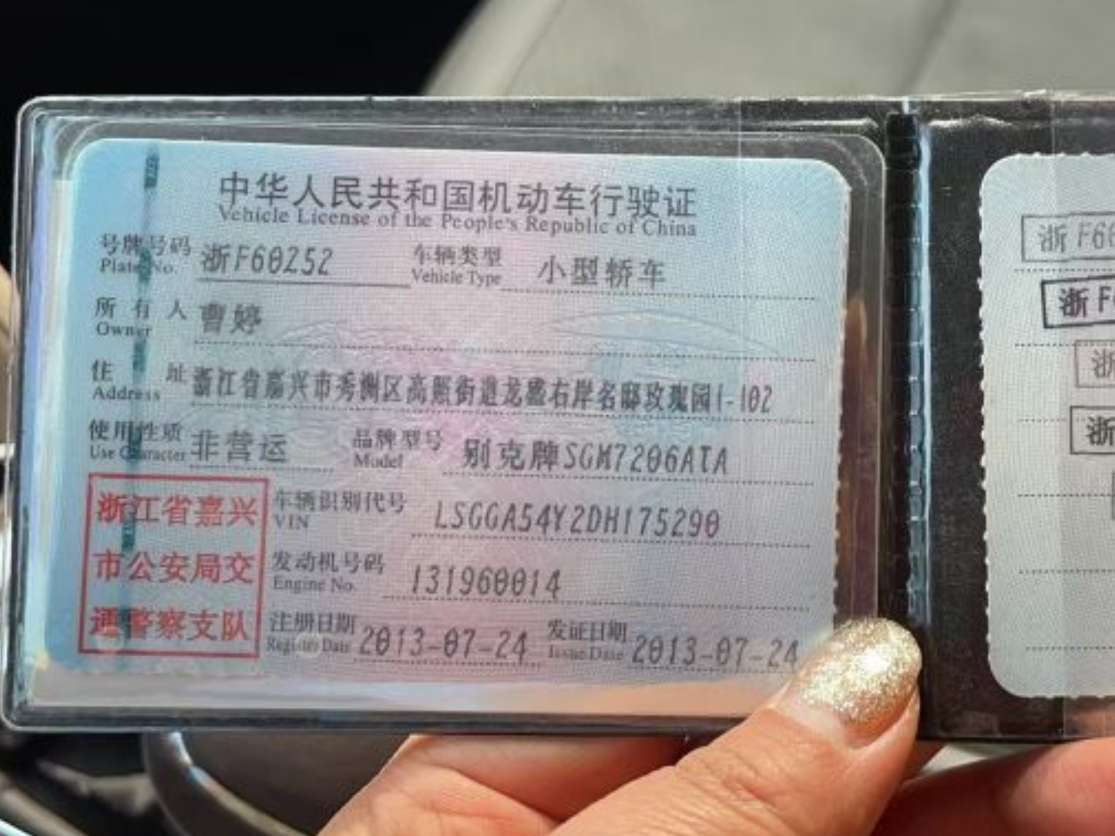 中华人民共和国机动车行驶证
Vehicle License of the People's Republic of China
号牌号码 浙F60252 车辆类型 小型轿车
Plate No. Vehicle Type
所有人 曹婷
Owner
住址 浙江省嘉兴市秀洲区高照街道龙盛右岸名邸玫瑰园1-102
Address
使用性质 非营运 品牌型号 别克牌SGM7206ATA
Use Character Model
浙江省嘉兴
市公安局交
通警察支队
车辆识别代号 LSGGA54Y2DH175290
VIN
发动机号码 131960014
Engine No.
注册日期 2013-07-24 发证日期 2013-07-24
Register Date Issue Date
浙F60
浙F
浙
浙